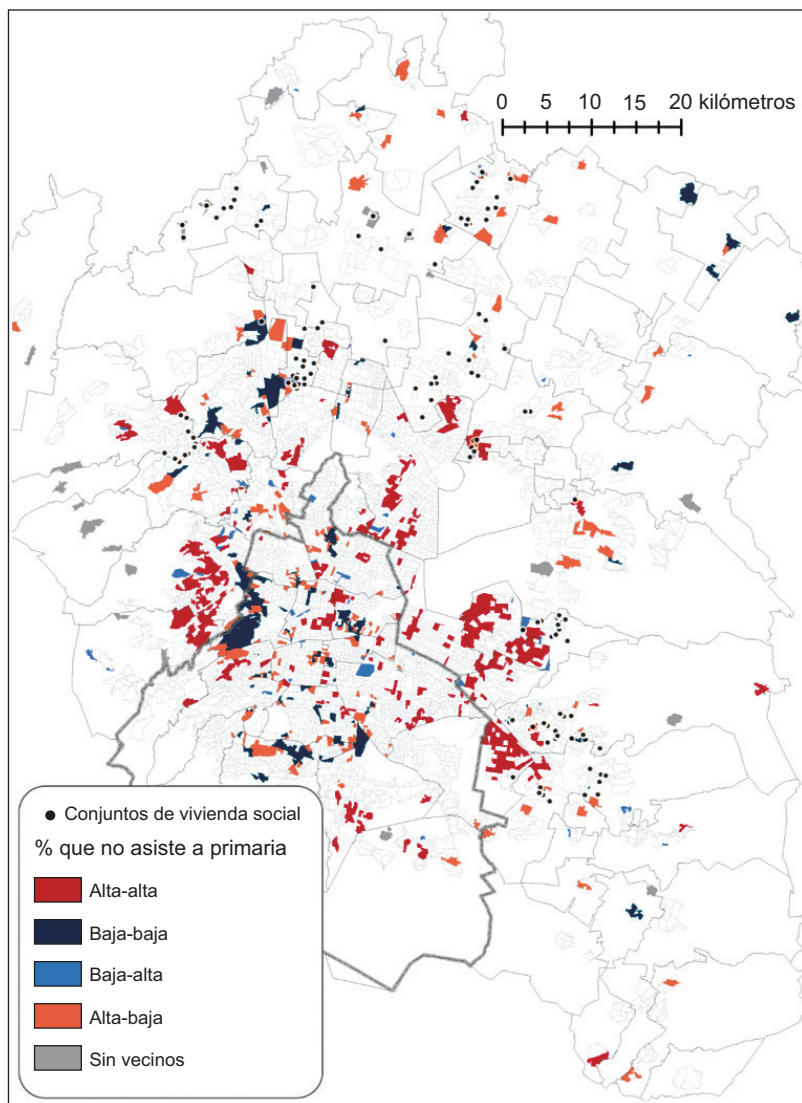 0 5 10 15 20 kilómetros
Conjuntos de vivienda social
% que no asiste a primaria
Alta-alta
Baja-baja
Baja-alta
Alta-baja
Sin vecinos